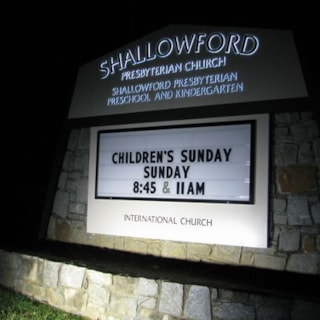 SHALLOWFORD
PRESBYTERIAN CHURCH
SHALLOWFORD PRESBYTERIAN
PRESCHOOL AND KINDERGARTEN
CHILDREN'S SUNDAY
SUNDAY
8:45 & 11AM
INTERNATIONAL CHURCH